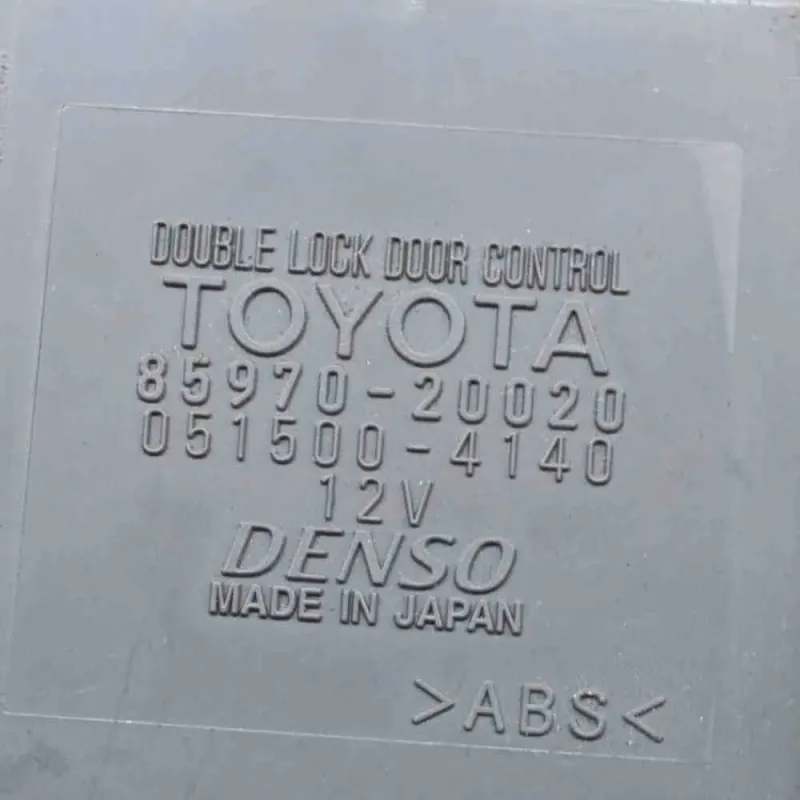 DOUBLE LOCK DOOR CONTROL
TOYOTA
85970-20020
051500-4140
12V
DENSO
MADE IN JAPAN
>ABS<